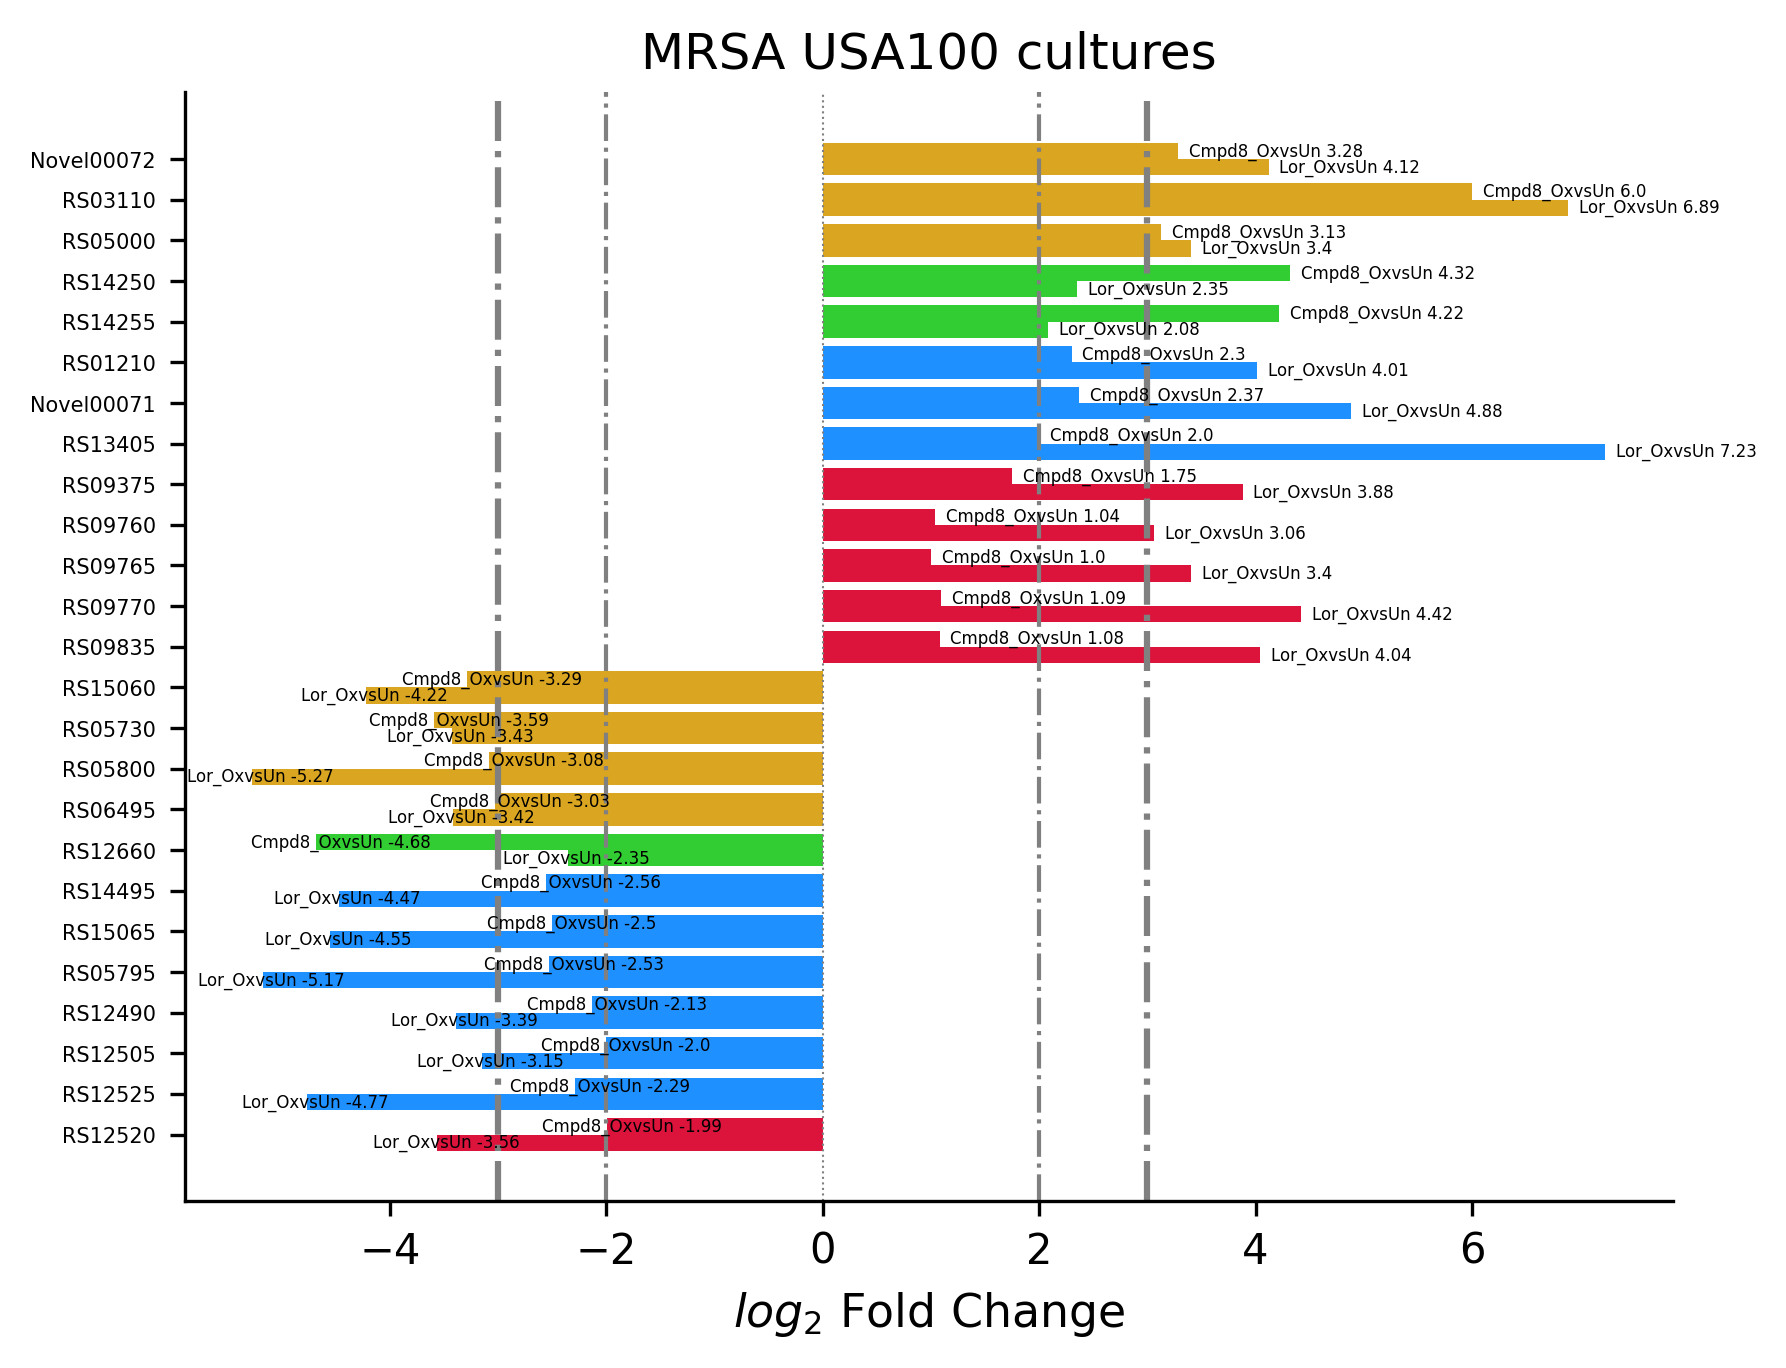 MRSA USA100 cultures
Novel00072
Cmpd8_OxvsUn 3.28
Lor_OxvsUn 4.12
RS03110
Cmpd8_OxvsUn 6.0
Lor_OxvsUn 6.89
RS05000
Cmpd8_OxvsUn 3.13
Lor_OxvsUn 3.4
RS14250
Cmpd8_OxvsUn 4.32
Lor_OxvsUn 2.35
RS14255
Cmpd8_OxvsUn 4.22
Lor_OxvsUn 2.08
RS01210
Cmpd8_OxvsUn 2.3
Lor_OxvsUn 4.01
Novel00071
Cmpd8_OxvsUn 2.37
Lor_OxvsUn 4.88
RS13405
Cmpd8_OxvsUn 2.0
Lor_OxvsUn 7.23
RS09375
Cmpd8_OxvsUn 1.75
Lor_OxvsUn 3.88
RS09760
Cmpd8_OxvsUn 1.04
Lor_OxvsUn 3.06
RS09765
Cmpd8_OxvsUn 1.0
Lor_OxvsUn 3.4
RS09770
Cmpd8_OxvsUn 1.09
Lor_OxvsUn 4.42
RS09835
Cmpd8_OxvsUn 1.08
Lor_OxvsUn 4.04
RS15060
Cmpd8_OxvsUn -3.29
Lor_OxvsUn -4.22
RS05730
Cmpd8_OxvsUn -3.59
Lor_OxvsUn -3.43
RS05800
Cmpd8_OxvsUn -3.08
Lor_OxvsUn -5.27
RS06495
Cmpd8_OxvsUn -3.03
Lor_OxvsUn -3.42
RS12660
Cmpd8_OxvsUn -4.68
Lor_OxvsUn -2.35
RS14495
Cmpd8_OxvsUn -2.56
Lor_OxvsUn -4.47
RS15065
Cmpd8_OxvsUn -2.5
Lor_OxvsUn -4.55
RS05795
Cmpd8_OxvsUn -2.53
Lor_OxvsUn -5.17
RS12490
Cmpd8_OxvsUn -2.13
Lor_OxvsUn -3.39
RS12505
Cmpd8_OxvsUn -2.0
Lor_OxvsUn -3.15
RS12525
Cmpd8_OxvsUn -2.29
Lor_OxvsUn -4.77
RS12520
Cmpd8_OxvsUn -1.99
Lor_OxvsUn -3.56
−4 −2 0 2 4 6
log₂ Fold Change